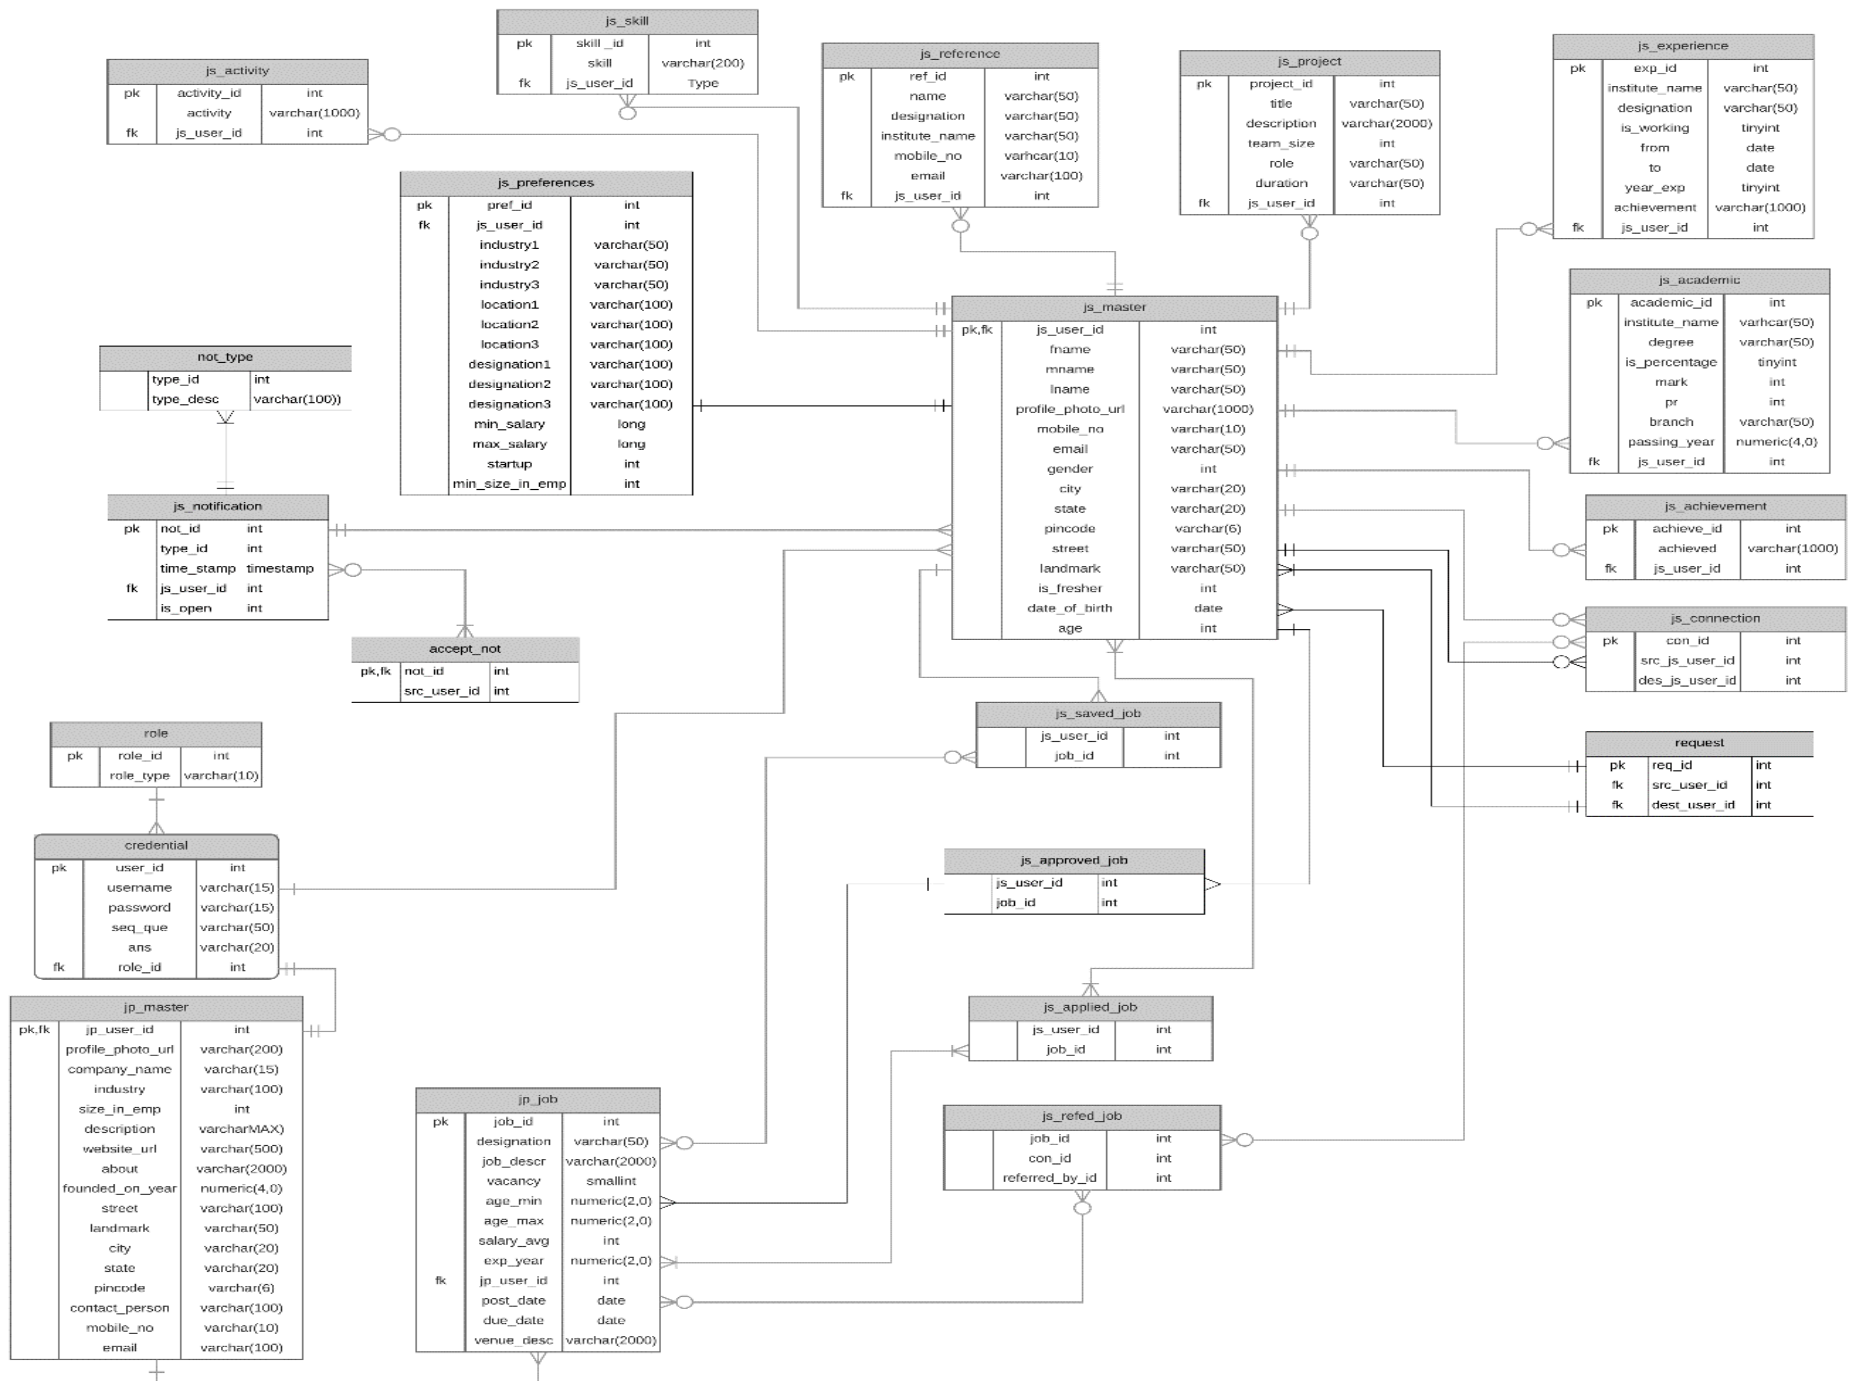 js_skill
pk skill _id int
skill varchar(200)
fk js_user_id Type
js_activity
pk activity_id int
activity varchar(1000)
fk js_user_id int
js_reference
pk ref_id int
name varchar(50)
designation varchar(50)
institute_name varchar(50)
mobile_no varhcar(10)
email varchar(100)
fk js_user_id int
js_project
pk project_id int
title varchar(50)
description varchar(2000)
team_size int
role varchar(50)
duration varchar(50)
fk js_user_id int
js_experience
pk exp_id int
institute_name varchar(50)
designation varchar(50)
is_working tinyint
from date
to date
year_exp tinyint
achievement varchar(1000)
fk js_user_id int
js_preferences
pk pref_id int
fk js_user_id int
industry1 varchar(50)
industry2 varchar(50)
industry3 varchar(50)
location1 varchar(100)
location2 varchar(100)
location3 varchar(100)
designation1 varchar(100)
designation2 varchar(100)
designation3 varchar(100)
min_salary long
max_salary long
startup int
min_size_in_emp int
js_master
pk,fk js_user_id int
fname varchar(50)
mname varchar(50)
lname varchar(50)
profile_photo_url varchar(1000)
mobile_no varchar(10)
email varchar(50)
gender int
city varchar(20)
state varchar(20)
pincode varchar(6)
street varchar(50)
landmark varchar(50)
is_fresher int
date_of_birth date
age int
js_academic
pk academic_id int
institute_name varhcar(50)
degree varchar(50)
is_percentage tinyint
mark int
pr int
branch varchar(50)
passing_year numeric(4,0)
fk js_user_id int
not_type
type_id int
type_desc varchar(100))
js_notification
pk not_id int
type_id int
time_stamp timestamp
fk js_user_id int
is_open int
accept_not
pk,fk not_id int
src_user_id int
js_achievement
pk achieve_id int
achieved varchar(1000)
fk js_user_id int
js_connection
pk con_id int
src_js_user_id int
des_js_user_id int
js_saved_job
js_user_id int
job_id int
request
pk req_id int
fk src_user_id int
fk dest_user_id int
role
pk role_id int
role_type varchar(10)
credential
pk user_id int
username varchar(15)
password varchar(15)
seq_que varchar(50)
ans varchar(20)
fk role_id int
js_approved_job
js_user_id int
job_id int
js_applied_job
js_user_id int
job_id int
jp_master
pk,fk jp_user_id int
profile_photo_url varchar(200)
company_name varchar(15)
industry varchar(100)
size_in_emp int
description varcharMAX)
website_url varchar(500)
about varchar(2000)
founded_on_year numeric(4,0)
street varchar(100)
landmark varchar(50)
city varchar(20)
state varchar(20)
pincode varchar(6)
contact_person varchar(100)
mobile_no varchar(10)
email varchar(100)
jp_job
pk job_id int
designation varchar(50)
job_descr varchar(2000)
vacancy smallint
age_min numeric(2,0)
age_max numeric(2,0)
salary_avg int
exp_year numeric(2,0)
fk jp_user_id int
post_date date
due_date date
venue_desc varchar(2000)
js_refed_job
job_id int
con_id int
referred_by_id int